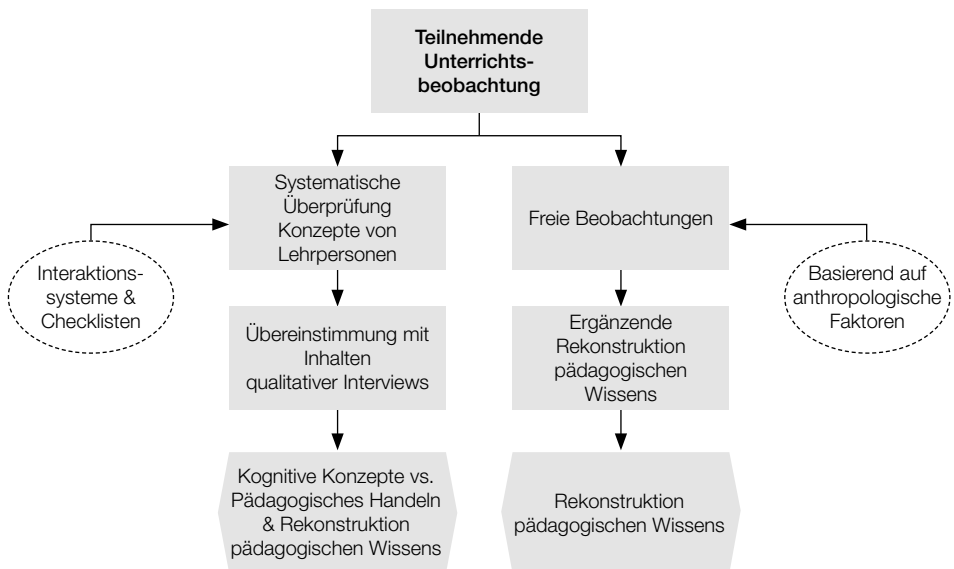 Teilnehmende
Unterrichts-
beobachtung
Systematische
Überprüfung
Konzepte von
Lehrpersonen
Freie Beobachtungen
Interaktions-
systeme &
Checklisten
Basierend auf
anthropologische
Faktoren
Übereinstimmung mit
Inhalten
qualitativer Interviews
Ergänzende
Rekonstruktion
pädagogischen
Wissens
Kognitive Konzepte vs.
Pädagogisches Handeln
& Rekonstruktion
pädagogischen Wissens
Rekonstruktion
pädagogischen Wissens